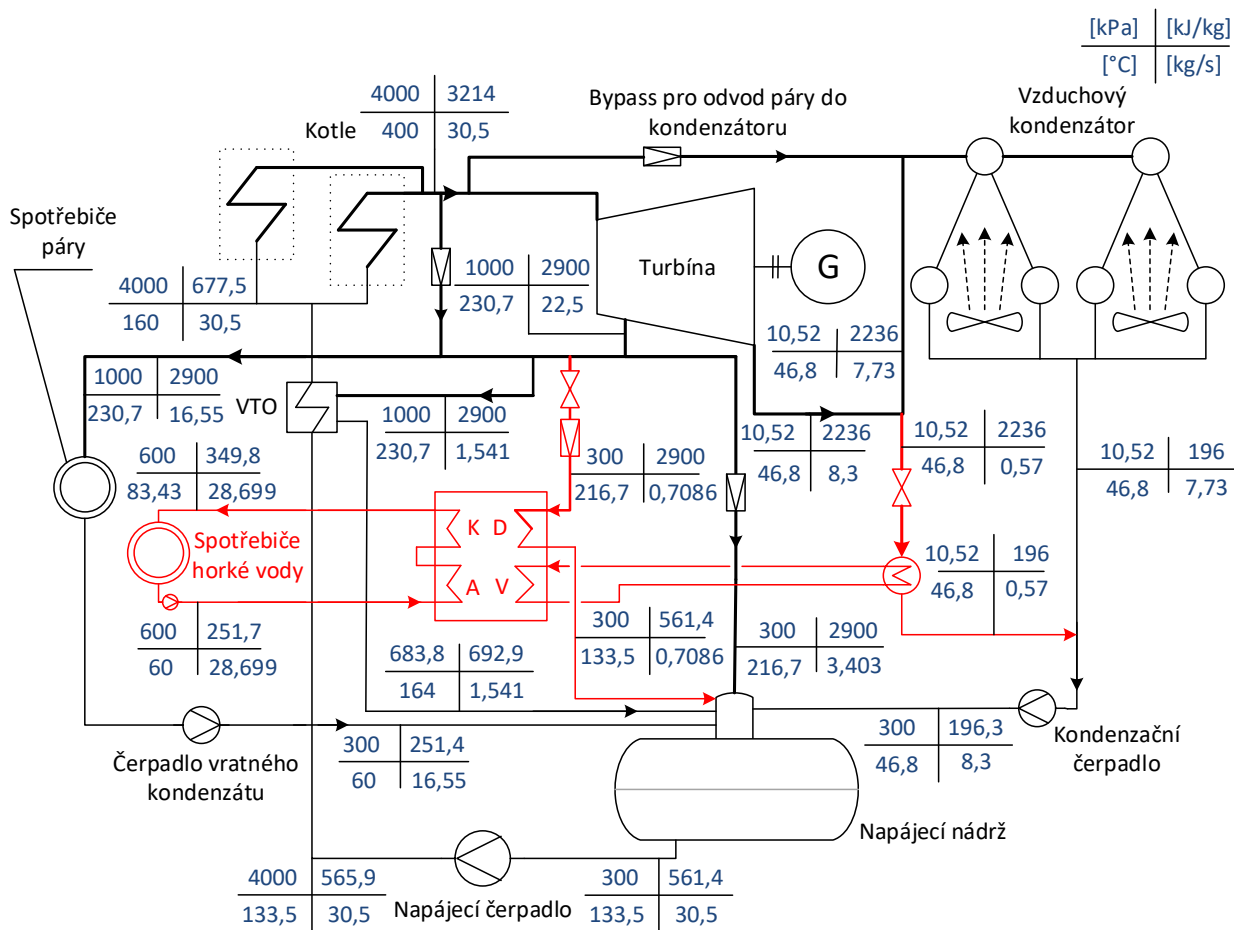 [kPa] [kJ/kg]
[°C] [kg/s]
4000 3214
400 30,5
Kotle
Bypass pro odvod páry do
kondenzátoru
Vzduchový
kondenzátor
Spotřebiče
páry
4000 677,5
160 30,5
1000 2900
230,7 22,5
Turbína
G
10,52 2236
46,8 7,73
1000 2900
230,7 16,55
VTO
1000 2900
230,7 1,541
600 349,8
83,43 28,699
300 2900
216,7 0,7086
10,52 2236
46,8 8,3
10,52 2236
46,8 0,57
10,52 196
46,8 7,73
K D
A V
Spotřebiče
horké vody
10,52 196
46,8 0,57
600 251,7
60 28,699
300 561,4
133,5 0,7086
300 2900
216,7 3,403
683,8 692,9
164 1,541
Čerpadlo vratného
kondenzátu
300 251,4
60 16,55
300 196,3
46,8 8,3
Kondenzační
čerpadlo
Napájecí nádrž
4000 565,9
133,5 30,5
Napájecí čerpadlo
300 561,4
133,5 30,5